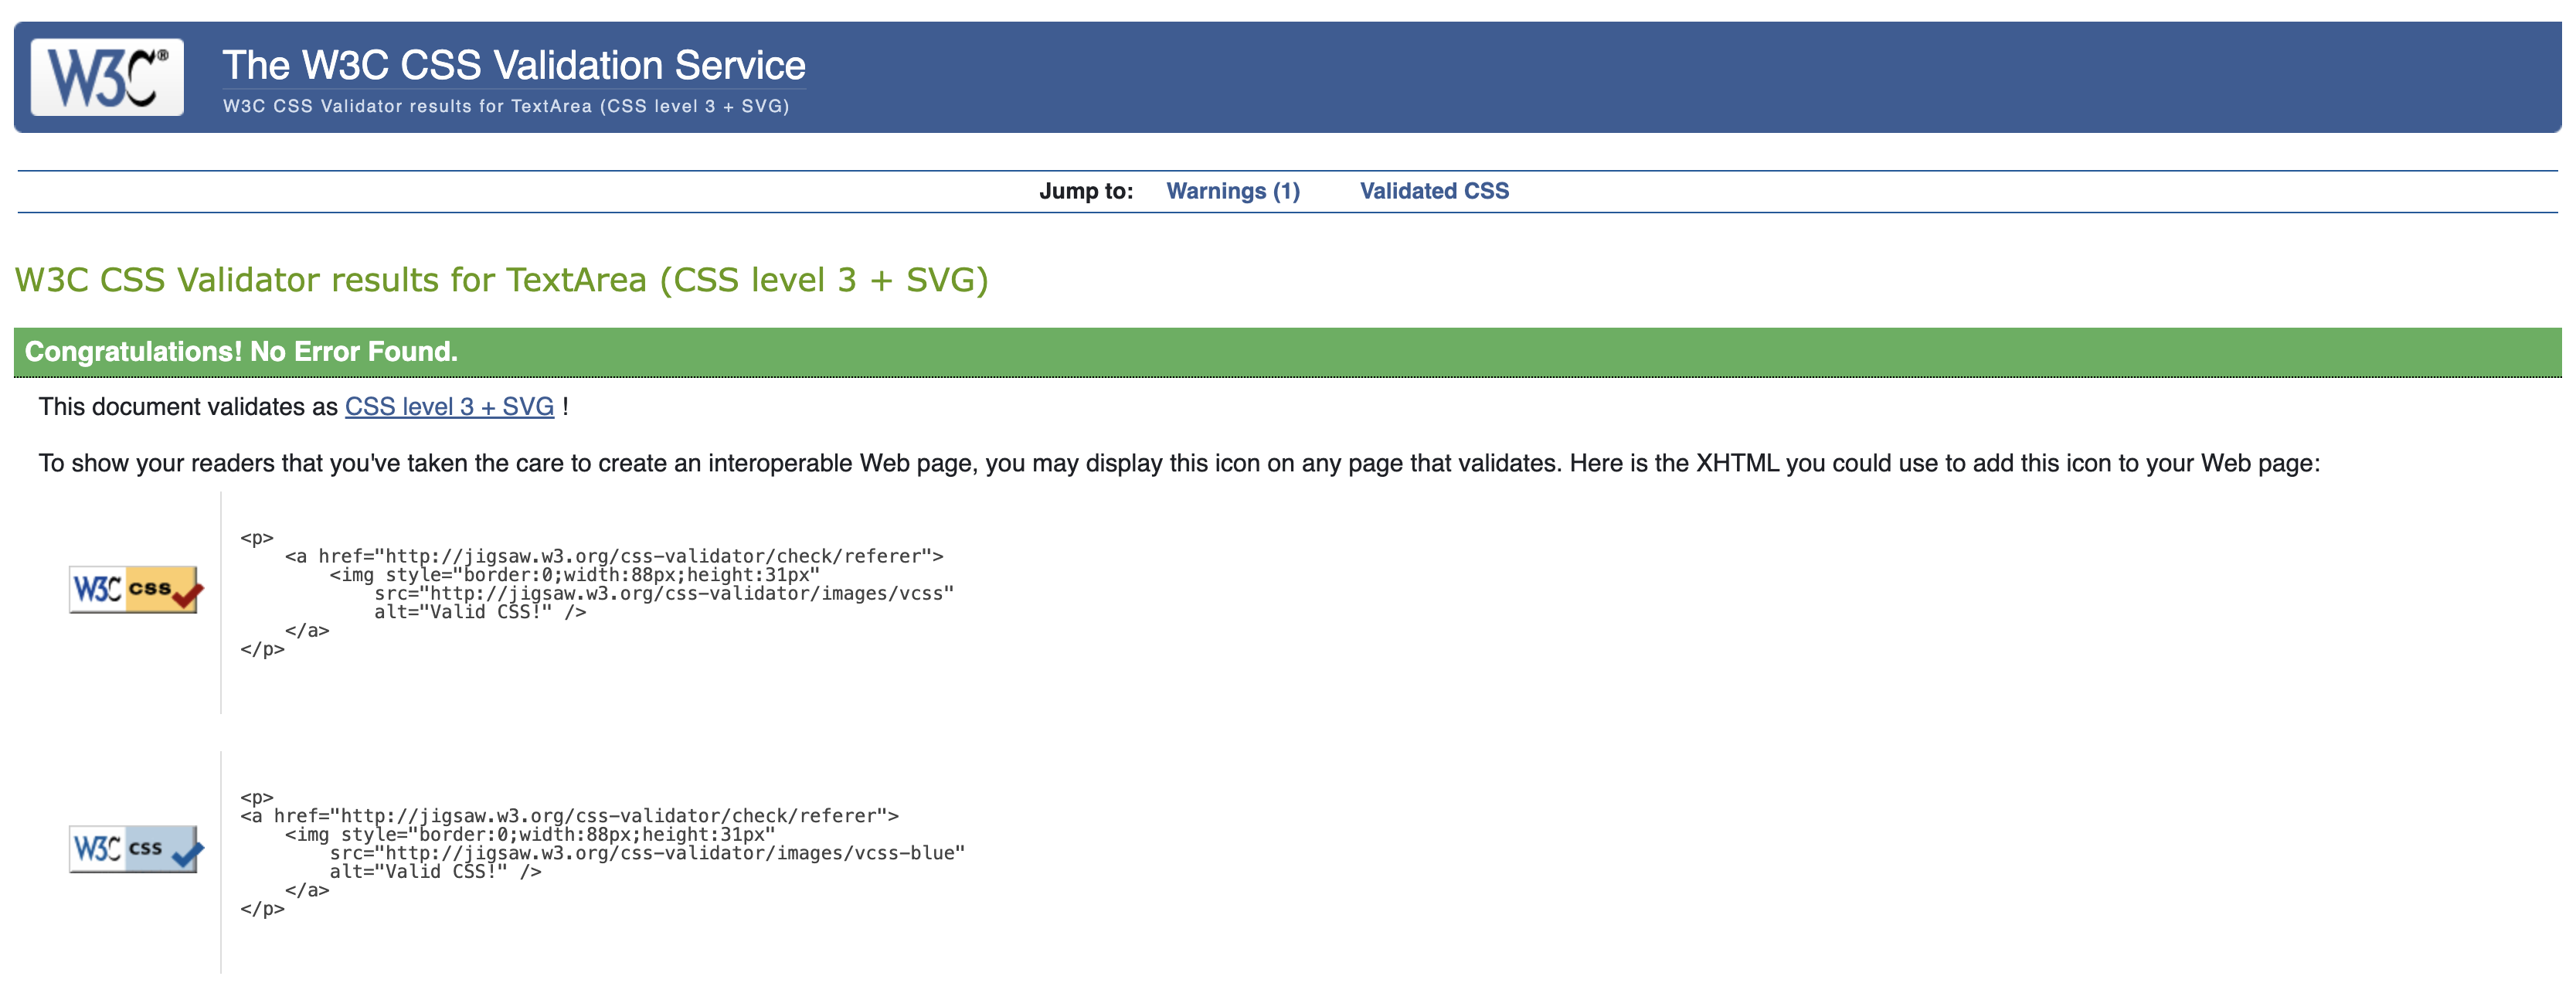 W3C®
The W3C CSS Validation Service
W3C CSS Validator results for TextArea (CSS level 3 + SVG)
Jump to: Warnings (1) Validated CSS
W3C CSS Validator results for TextArea (CSS level 3 + SVG)
Congratulations! No Error Found.
This document validates as CSS level 3 + SVG !
To show your readers that you've taken the care to create an interoperable Web page, you may display this icon on any page that validates. Here is the XHTML you could use to add this icon to your Web page:
W3C css
<p>
    <a href="http://jigsaw.w3.org/css-validator/check/referer">
        <img style="border:0;width:88px;height:31px"
            src="http://jigsaw.w3.org/css-validator/images/vcss"
            alt="Valid CSS!" />
    </a>
</p>
W3C css
<p>
<a href="http://jigsaw.w3.org/css-validator/check/referer">
    <img style="border:0;width:88px;height:31px"
        src="http://jigsaw.w3.org/css-validator/images/vcss-blue"
        alt="Valid CSS!" />
    </a>
</p>